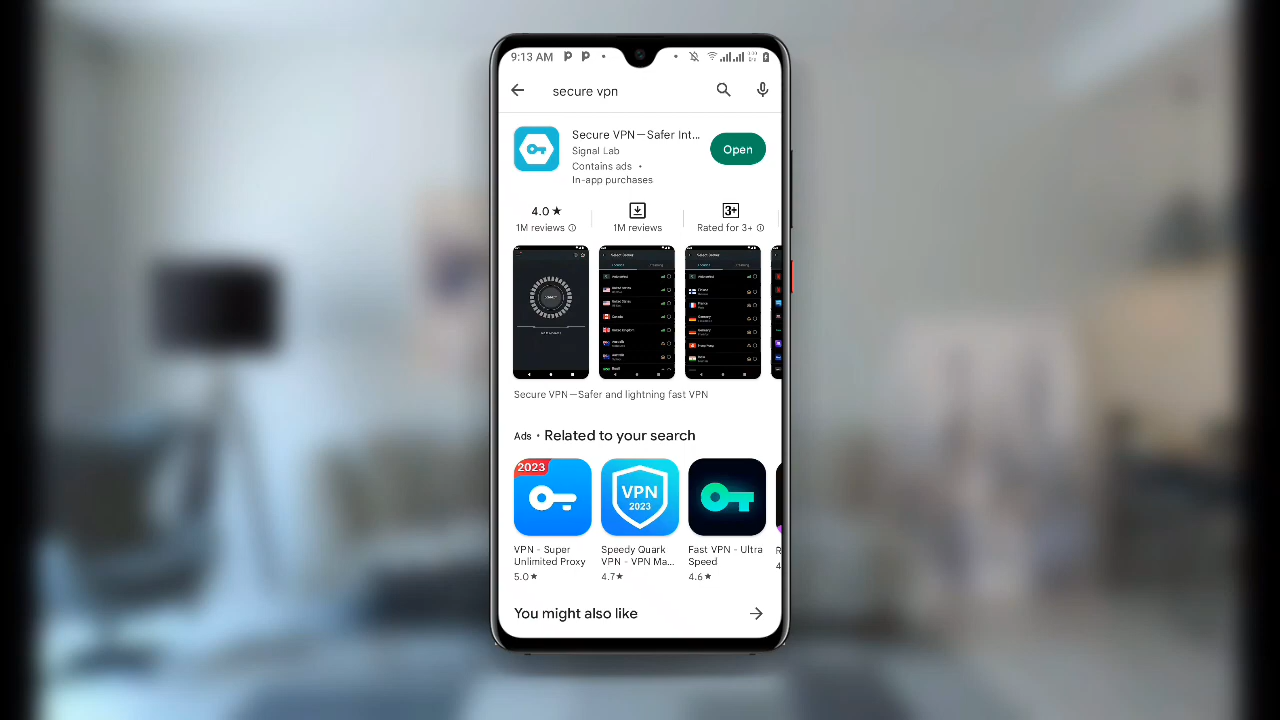 9:13 AM
secure vpn
Secure VPN—Safer Int...
Signal Lab
Contains ads •
In-app purchases
Open
4.0★
1M reviews
1M reviews
3+
Rated for 3+
Secure VPN—Safer and lightning fast VPN
Ads • Related to your search
2023
VPN
2023
VPN - Super
Unlimited Proxy
5.0★
Speedy Quark
VPN - VPN Ma...
4.7★
Fast VPN - Ultra
Speed
4.6★
You might also like